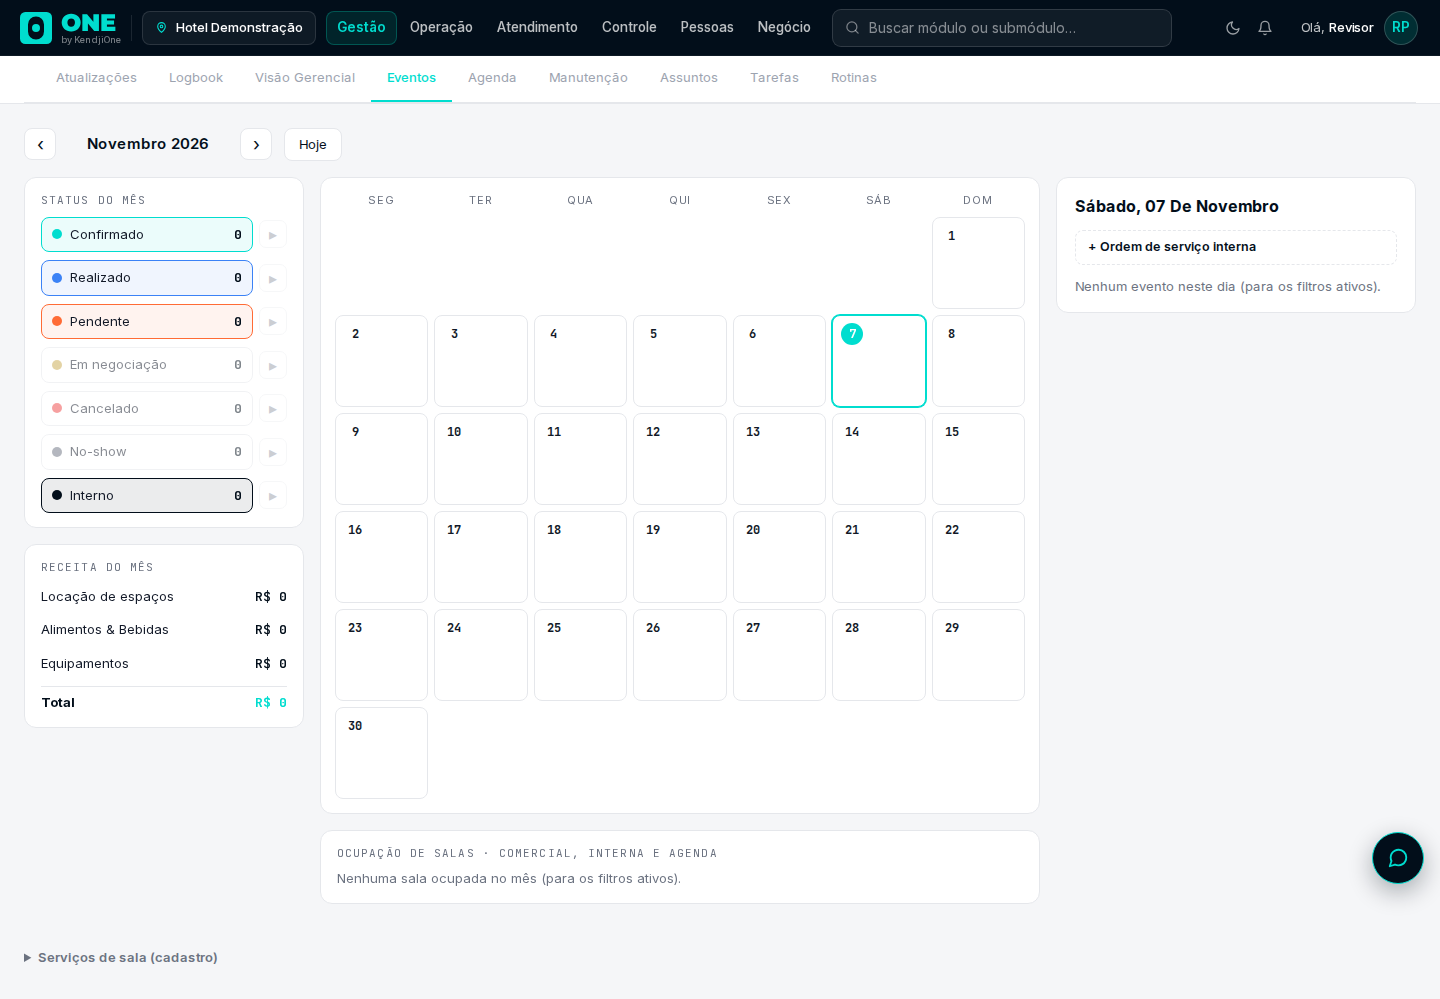 ONE
by KendjiOne
Hotel Demonstração
Gestão
Operação
Atendimento
Controle
Pessoas
Negócio
Buscar módulo ou submódulo...
Olá, Revisor
RP
Atualizações
Logbook
Visão Gerencial
Eventos
Agenda
Manutenção
Assuntos
Tarefas
Rotinas
‹
Novembro 2026
›
Hoje
STATUS DO MÊS
Confirmado 0
Realizado 0
Pendente 0
Em negociação 0
Cancelado 0
No-show 0
Interno 0
RECEITA DO MÊS
Locação de espaços R$ 0
Alimentos & Bebidas R$ 0
Equipamentos R$ 0
Total R$ 0
SEG TER QUA QUI SEX SÁB DOM
1
2 3 4 5 6 7 8
9 10 11 12 13 14 15
16 17 18 19 20 21 22
23 24 25 26 27 28 29
30
OCUPAÇÃO DE SALAS · COMERCIAL, INTERNA E AGENDA
Nenhuma sala ocupada no mês (para os filtros ativos).
Sábado, 07 De Novembro
+ Ordem de serviço interna
Nenhum evento neste dia (para os filtros ativos).
Serviços de sala (cadastro)